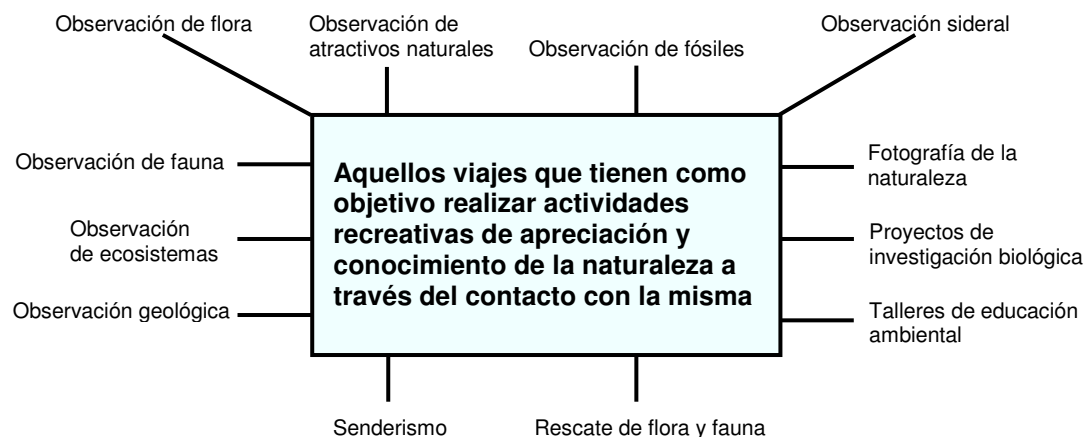 Observación de flora
Observación de
atractivos naturales
Observación de fósiles
Observación sideral
Observación de fauna
Observación
de ecosistemas
Observación geológica
Aquellos viajes que tienen como
objetivo realizar actividades
recreativas de apreciación y
conocimiento de la naturaleza a
través del contacto con la misma
Fotografía de la
naturaleza
Proyectos de
investigación biológica
Talleres de educación
ambiental
Senderismo
Rescate de flora y fauna